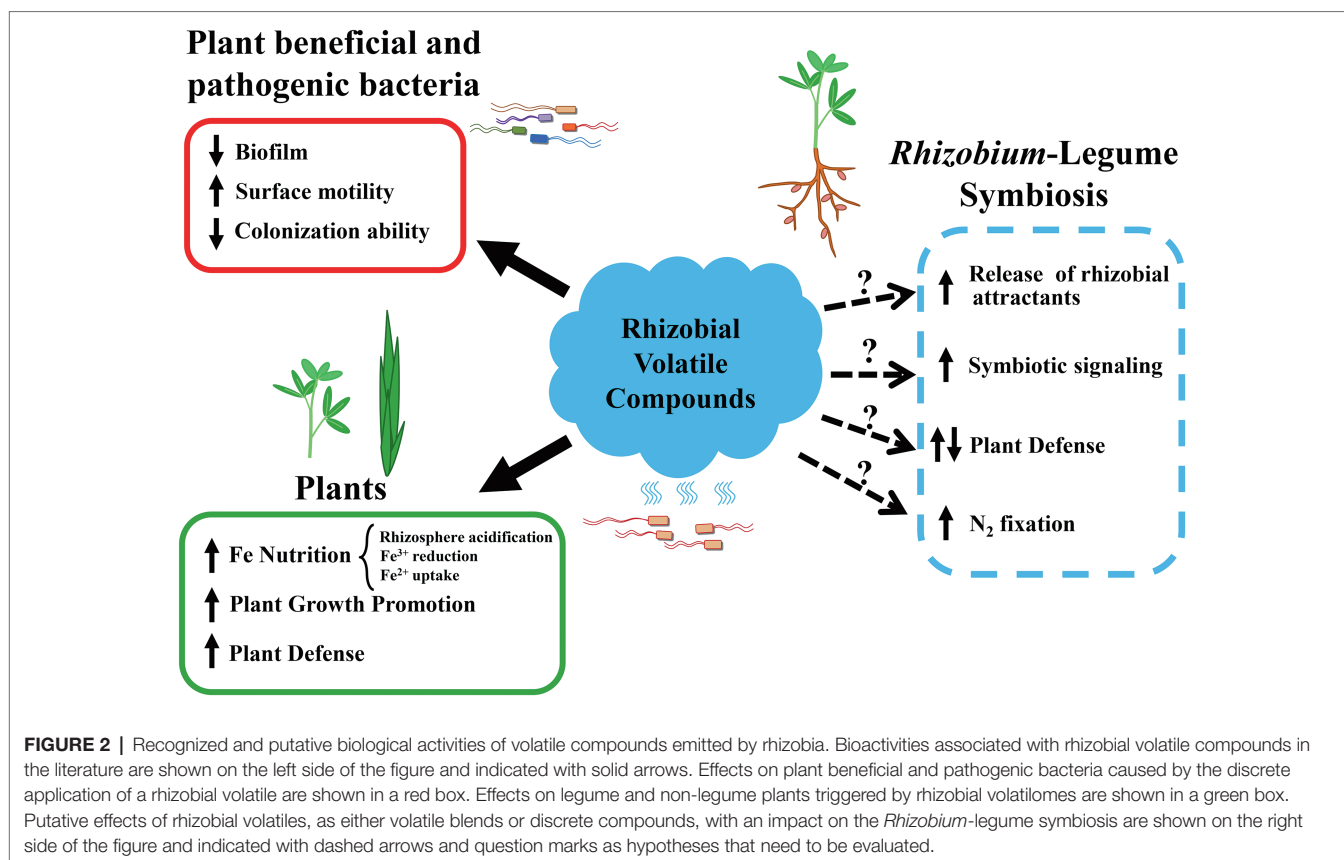 Plant beneficial and
pathogenic bacteria
↓ Biofilm
↑ Surface motility
↓ Colonization ability
Rhizobium-Legume
Symbiosis
?
↑ Release of rhizobial
attractants
?
↑ Symbiotic signaling
?
↑↓ Plant Defense
?
↑ N₂ fixation
Rhizobial
Volatile
Compounds
Plants
↑ Fe Nutrition
Rhizosphere acidification
Fe³⁺ reduction
Fe²⁺ uptake
↑ Plant Growth Promotion
↑ Plant Defense
FIGURE 2 | Recognized and putative biological activities of volatile compounds emitted by rhizobia. Bioactivities associated with rhizobial volatile compounds in
the literature are shown on the left side of the figure and indicated with solid arrows. Effects on plant beneficial and pathogenic bacteria caused by the discrete
application of a rhizobial volatile are shown in a red box. Effects on legume and non-legume plants triggered by rhizobial volatilomes are shown in a green box.
Putative effects of rhizobial volatiles, as either volatile blends or discrete compounds, with an impact on the Rhizobium-legume symbiosis are shown on the right
side of the figure and indicated with dashed arrows and question marks as hypotheses that need to be evaluated.